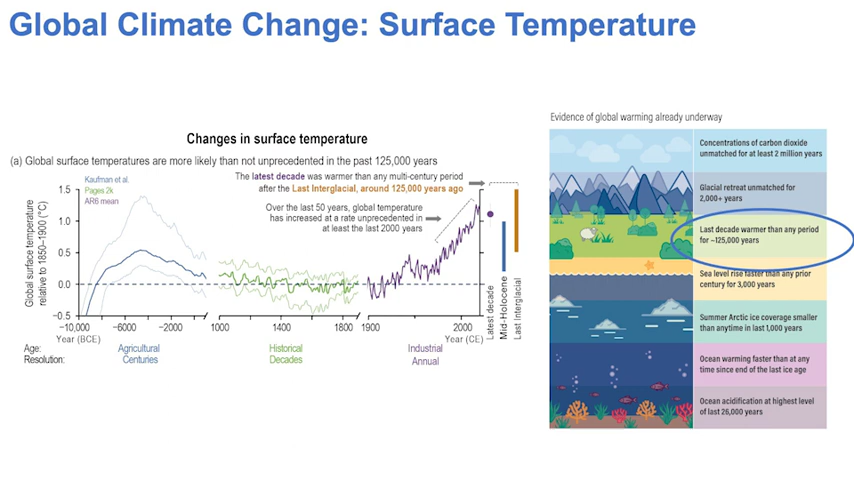 Global Climate Change: Surface Temperature
Changes in surface temperature
(a) Global surface temperatures are more likely than not unprecedented in the past 125,000 years
Kaufman et al.
Pages 2k
AR6 mean
The latest decade was warmer than any multi-century period
after the Last Interglacial, around 125,000 years ago
Over the last 50 years, global temperature
has increased at a rate unprecedented in
at least the last 2000 years
Global surface temperature
relative to 1850–1900 (°C)
1.5
1.0
0.5
0.0
−0.5
−10,000
−6000
−2000
1000
1400
1800
1900
2000
Year (BCE)
Year (CE)
Latest decade
Mid-Holocene
Last Interglacial
Age:
Agricultural
Historical
Industrial
Resolution:
Centuries
Decades
Annual
Evidence of global warming already underway
Concentrations of carbon dioxide
unmatched for at least 2 million years
Glacial retreat unmatched for
2,000+ years
Last decade warmer than any period
for ~125,000 years
Sea level rise faster than any prior
century for 3,000 years
Summer Arctic ice coverage smaller
than anytime in last 1,000 years
Ocean warming faster than at any
time since end of the last ice age
Ocean acidification at highest level
of last 26,000 years